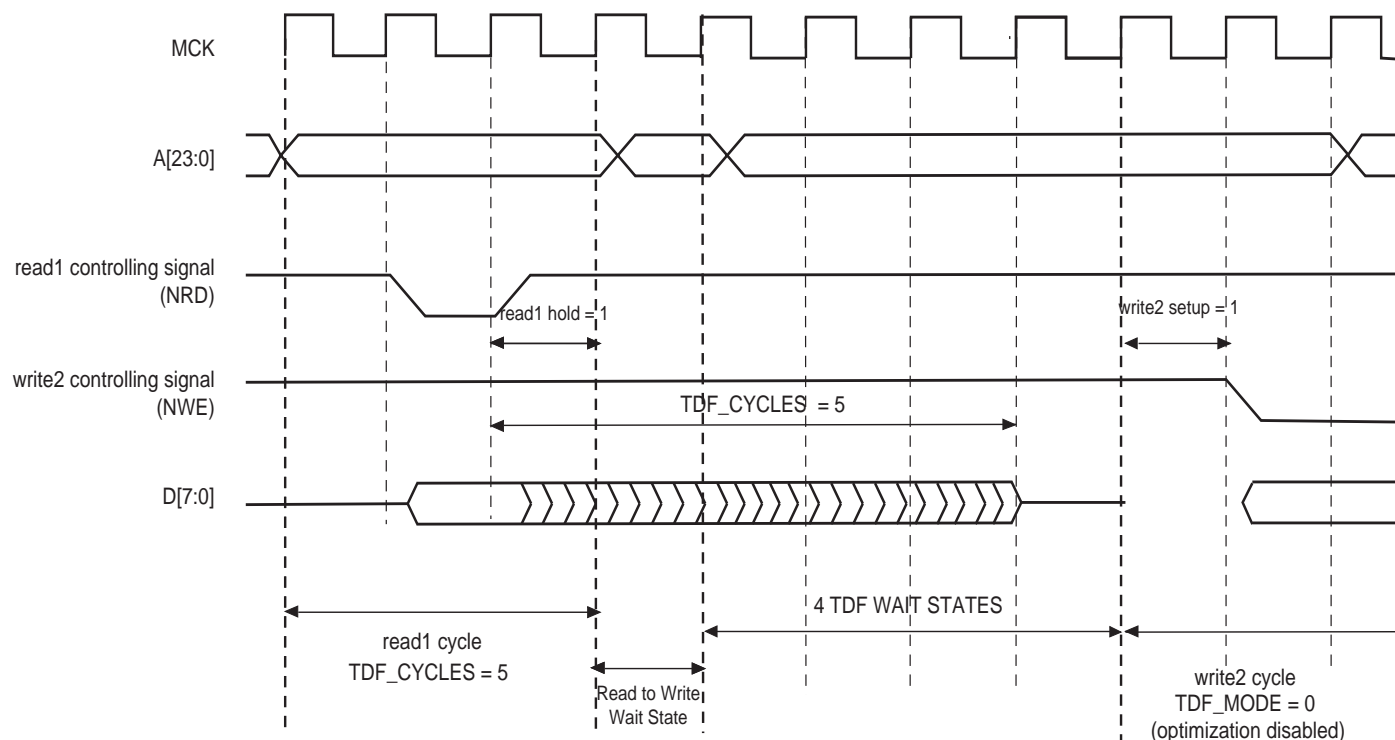 MCK
A[23:0]
read1 controlling signal
(NRD)
read1 hold = 1
write2 setup = 1
write2 controlling signal
(NWE)
TDF_CYCLES = 5
D[7:0]
4 TDF WAIT STATES
read1 cycle
TDF_CYCLES = 5
Read to Write
Wait State
write2 cycle
TDF_MODE = 0
(optimization disabled)